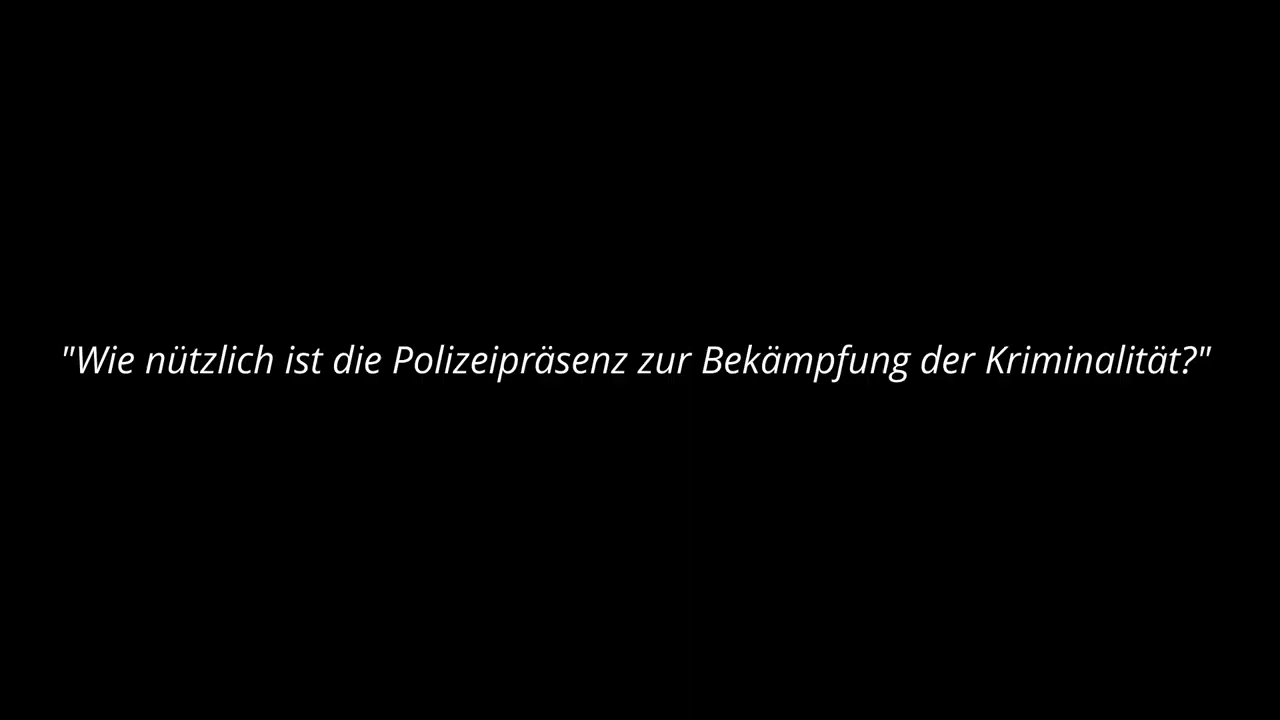 "Wie nützlich ist die Polizeipräsenz zur Bekämpfung der Kriminalität?"